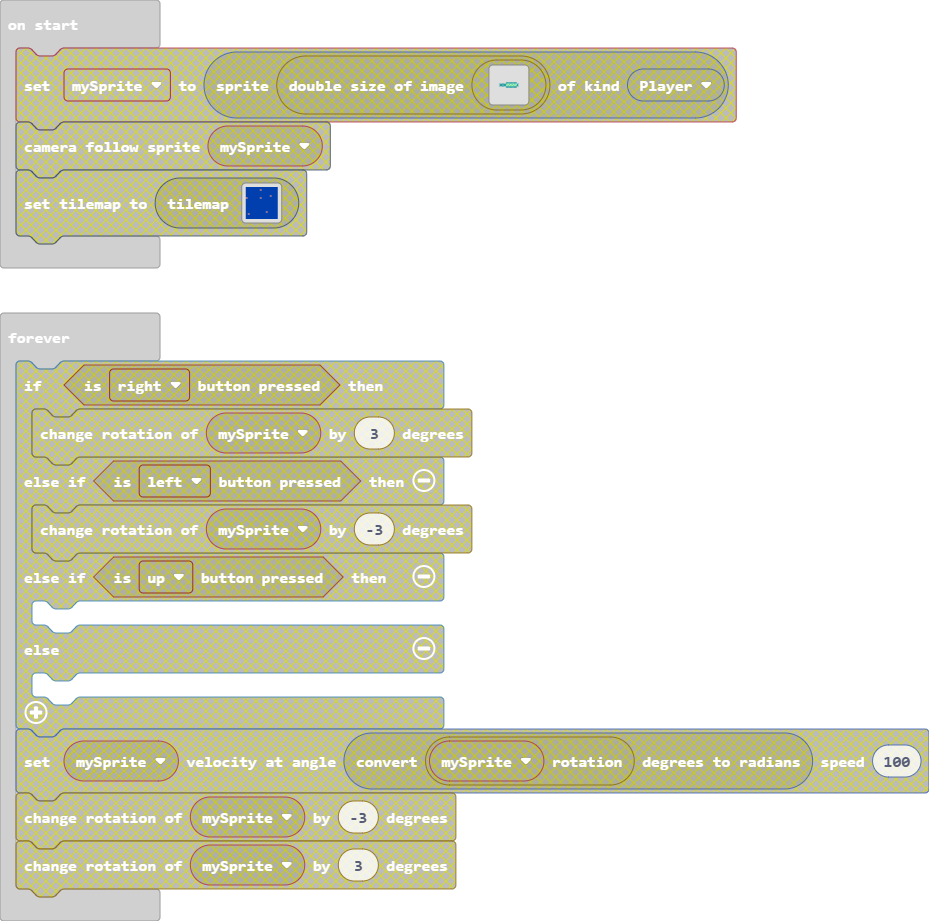 on start
set mySprite to sprite double size of image of kind Player
camera follow sprite mySprite
set tilemap to tilemap
forever
if is right button pressed then
change rotation of mySprite by 3 degrees
else if is left button pressed then
change rotation of mySprite by -3 degrees
else if is up button pressed then
else
set mySprite velocity at angle convert mySprite rotation degrees to radians speed 100
change rotation of mySprite by -3 degrees
change rotation of mySprite by 3 degrees